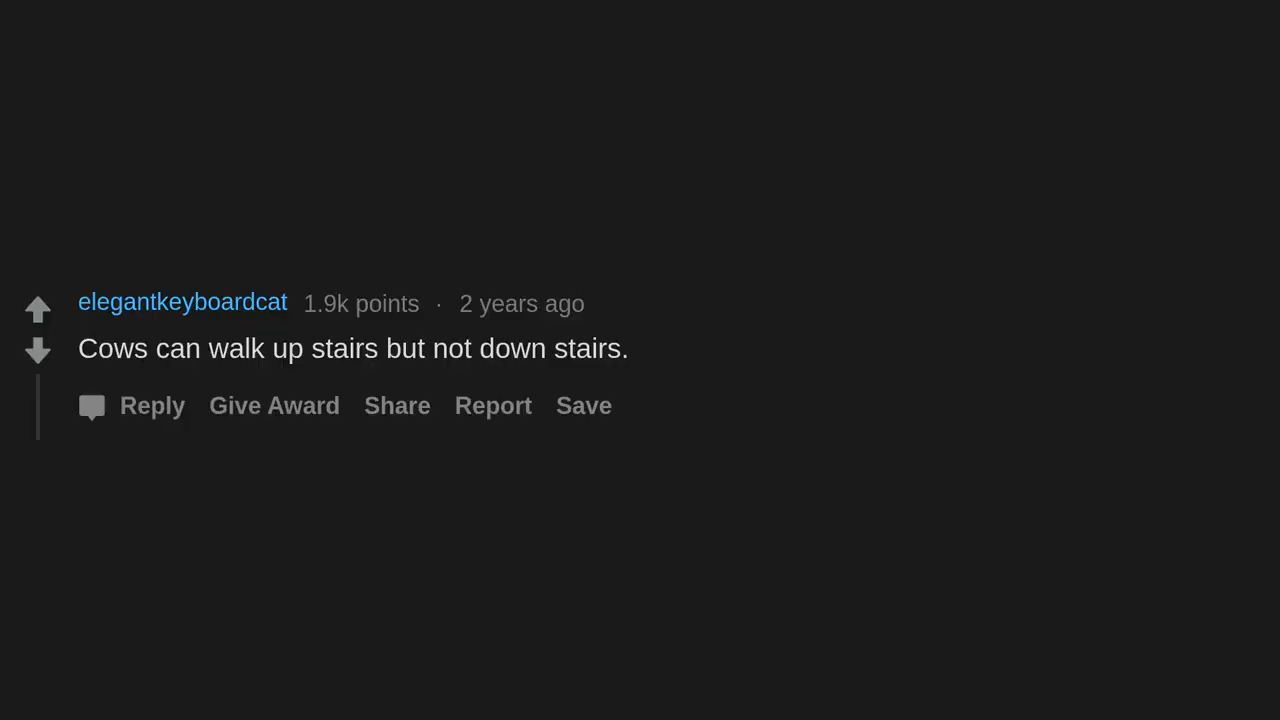 elegantkeyboardcat 1.9k points · 2 years ago
Cows can walk up stairs but not down stairs.
Reply Give Award Share Report Save